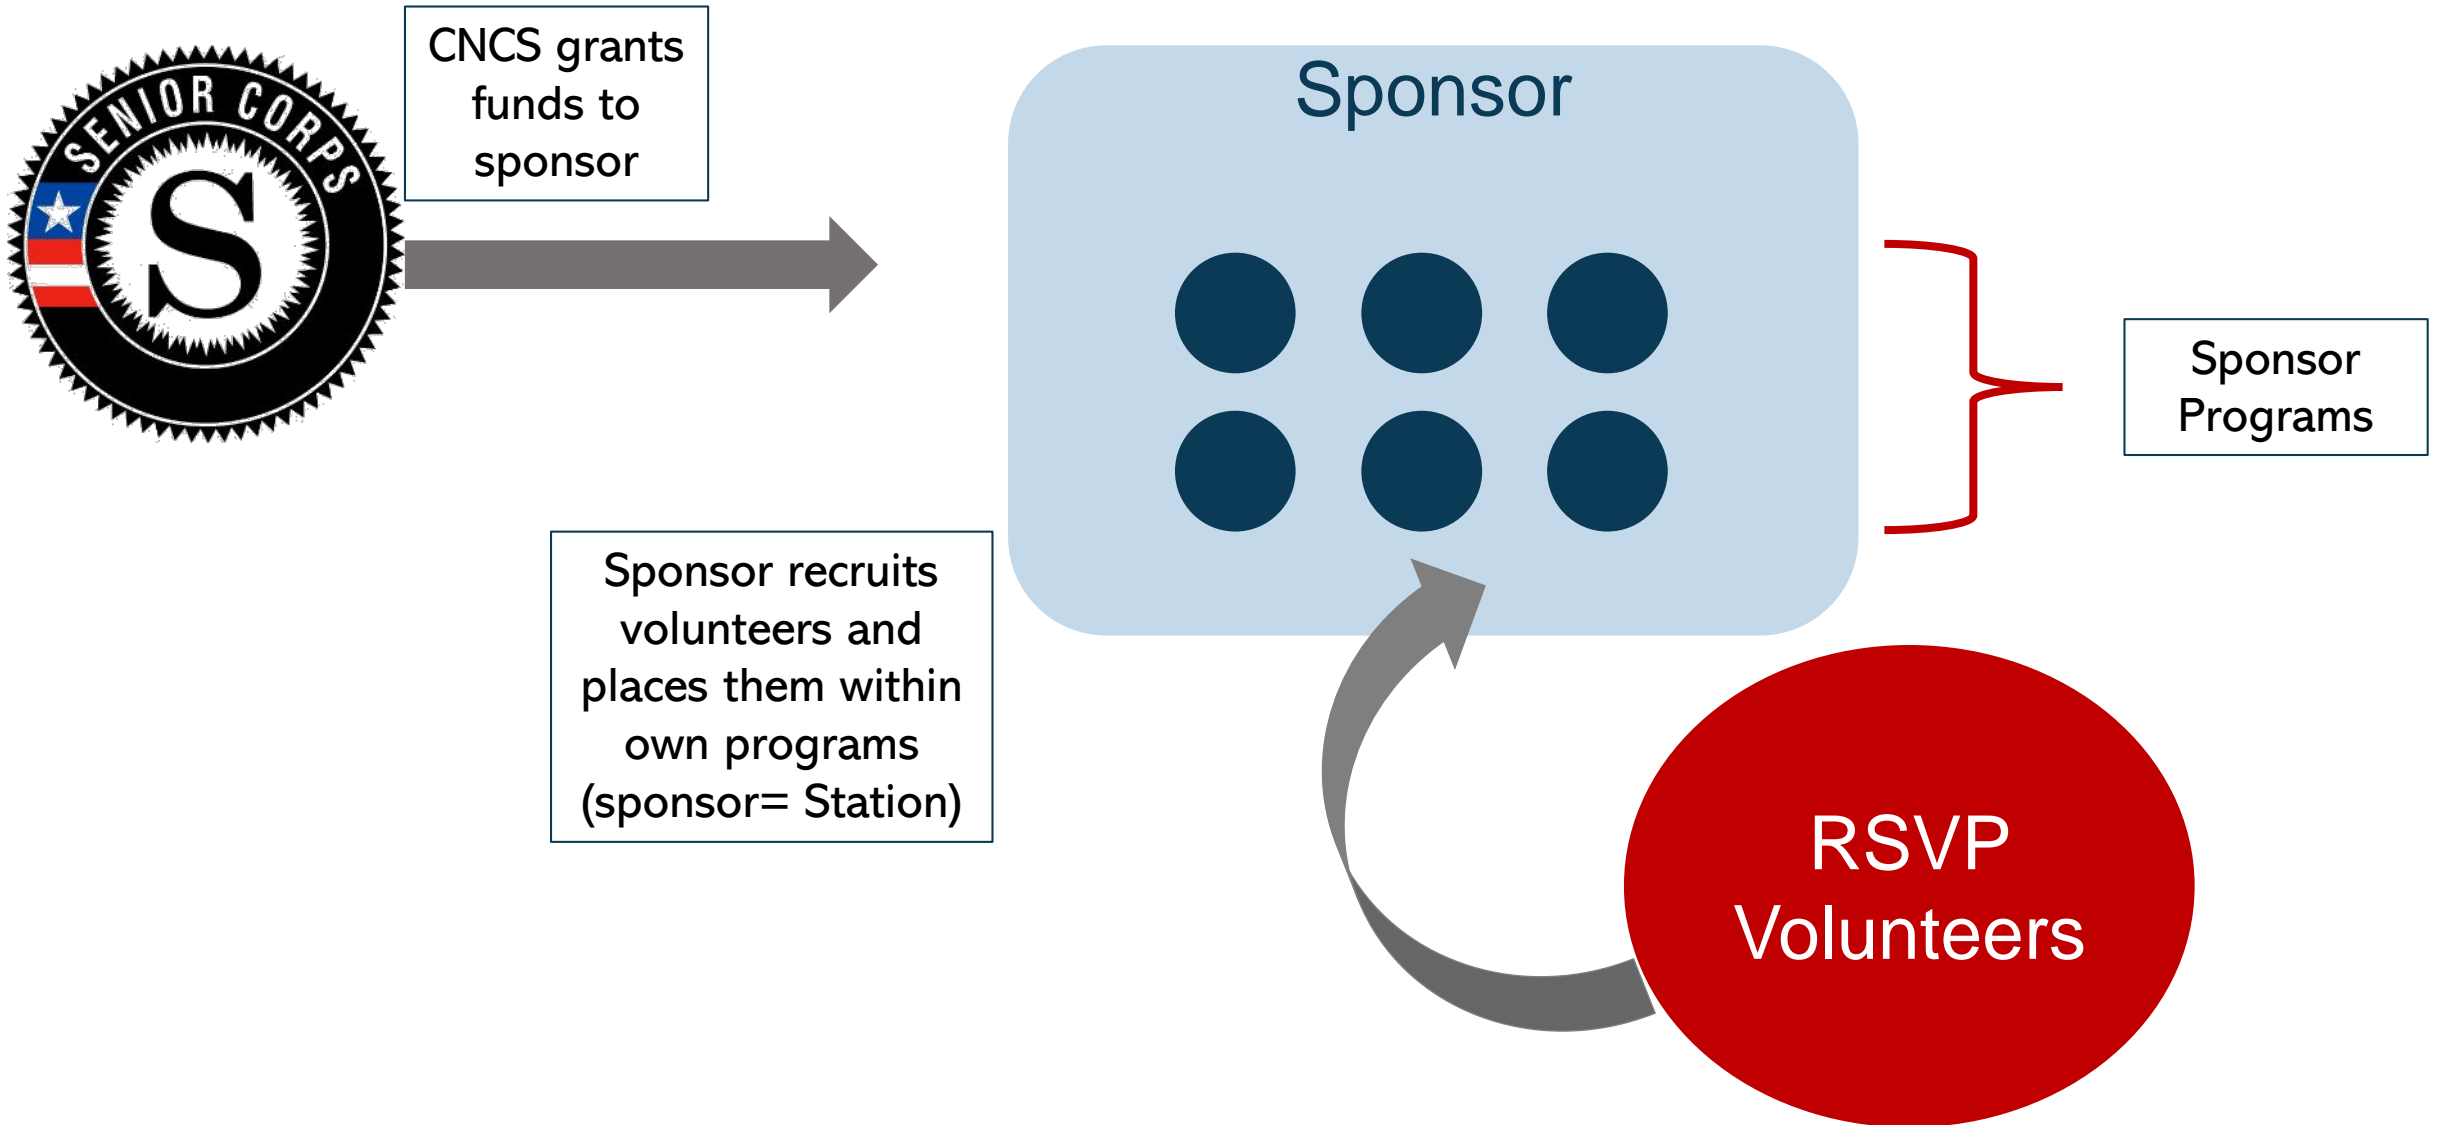 SENIOR CORPS
S
CNCS grants
funds to
sponsor
Sponsor
Sponsor
Programs
Sponsor recruits
volunteers and
places them within
own programs
(sponsor= Station)
RSVP
Volunteers